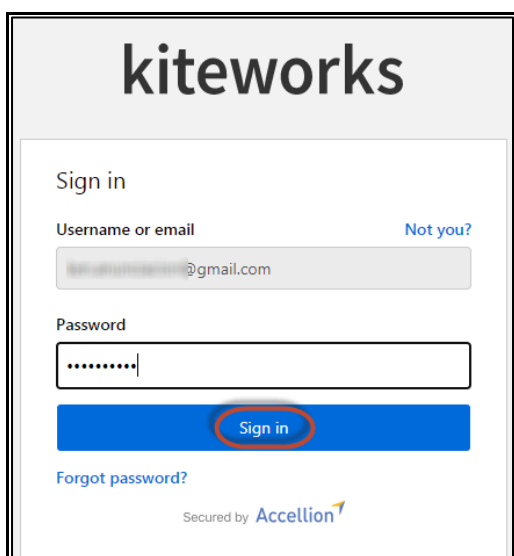 kiteworks
Sign in
Username or email Not you?
@gmail.com
Password
••••••••••
Sign in
Forgot password?
Secured by Accellion